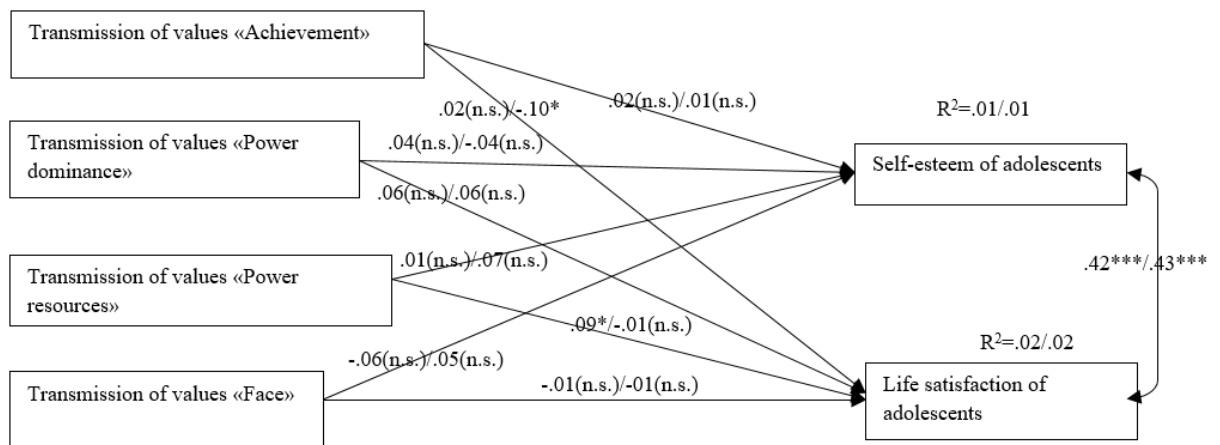 Transmission of values «Achievement»
.02(n.s.)/-.10*
.02(n.s.)/.01(n.s.)
R²=.01/.01
Transmission of values «Power
dominance»
.04(n.s.)/-.04(n.s.)
.06(n.s.)/.06(n.s.)
Self-esteem of adolescents
Transmission of values «Power
resources»
.01(n.s.)/.07(n.s.)
.42***/.43***
.09*/-.01(n.s.)
-.06(n.s.)/.05(n.s.)
R²=.02/.02
Transmission of values «Face»
-.01(n.s.)/-01(n.s.)
Life satisfaction of
adolescents